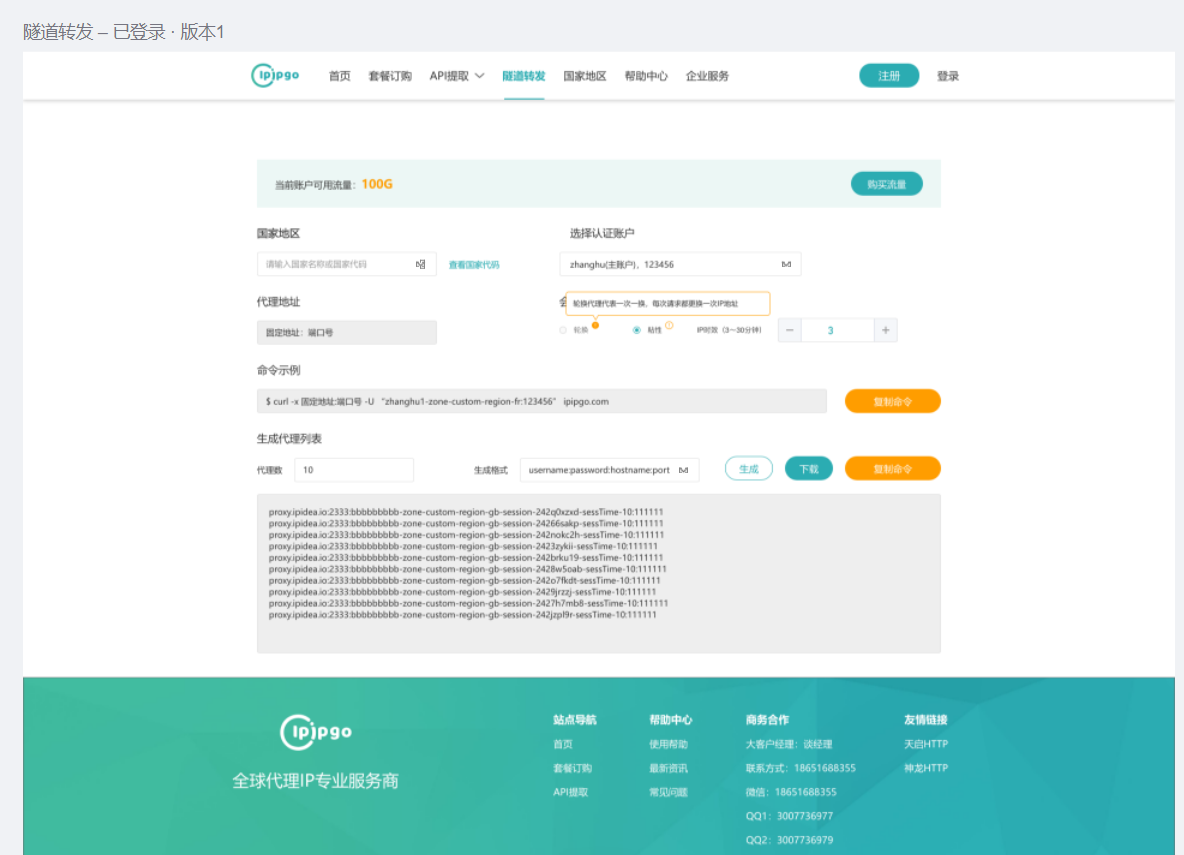 隧道转发 – 已登录 · 版本1
ipipgo 首页 套餐订购 API提取 隧道转发 国家地区 帮助中心 企业服务 注册 登录
当前账户可用流量: 100G 购买流量
国家地区 选择认证账户
请输入国家名称或国家代码 查看国家代码 zhanghu(主账户), 123456
代理地址
轮换代理代表一次一换, 每次请求都更换一次IP地址
固定地址: 端口号 轮换 粘性 IP时效 (3~30分钟) − 3 +
命令示例
$ curl -x 固定地址:端口号 -U “zhanghu1-zone-custom-region-fr:123456” ipipgo.com 复制命令
生成代理列表
代理数 10 生成格式 username:password:hostname:port 生成 下载 复制命令
proxy.ipidea.io:2333:bbbbbbbbb-zone-custom-region-gb-session-242q0xzxd-sessTime-10:111111
proxy.ipidea.io:2333:bbbbbbbbb-zone-custom-region-gb-session-24266sakp-sessTime-10:111111
proxy.ipidea.io:2333:bbbbbbbbb-zone-custom-region-gb-session-242nokc2h-sessTime-10:111111
proxy.ipidea.io:2333:bbbbbbbbb-zone-custom-region-gb-session-2423zykii-sessTime-10:111111
proxy.ipidea.io:2333:bbbbbbbbb-zone-custom-region-gb-session-242brku19-sessTime-10:111111
proxy.ipidea.io:2333:bbbbbbbbb-zone-custom-region-gb-session-2428w5oab-sessTime-10:111111
proxy.ipidea.io:2333:bbbbbbbbb-zone-custom-region-gb-session-242o7fkdt-sessTime-10:111111
proxy.ipidea.io:2333:bbbbbbbbb-zone-custom-region-gb-session-2429jrzzj-sessTime-10:111111
proxy.ipidea.io:2333:bbbbbbbbb-zone-custom-region-gb-session-2427h7mb8-sessTime-10:111111
proxy.ipidea.io:2333:bbbbbbbbb-zone-custom-region-gb-session-242jzpl9r-sessTime-10:111111
ipipgo
全球代理IP专业服务商
站点导航
首页
套餐订购
API提取
帮助中心
使用帮助
最新资讯
常见问题
商务合作
大客户经理: 谈经理
联系方式: 18651688355
微信: 18651688355
QQ1: 3007736977
QQ2: 3007736979
友情链接
天启HTTP
神龙HTTP